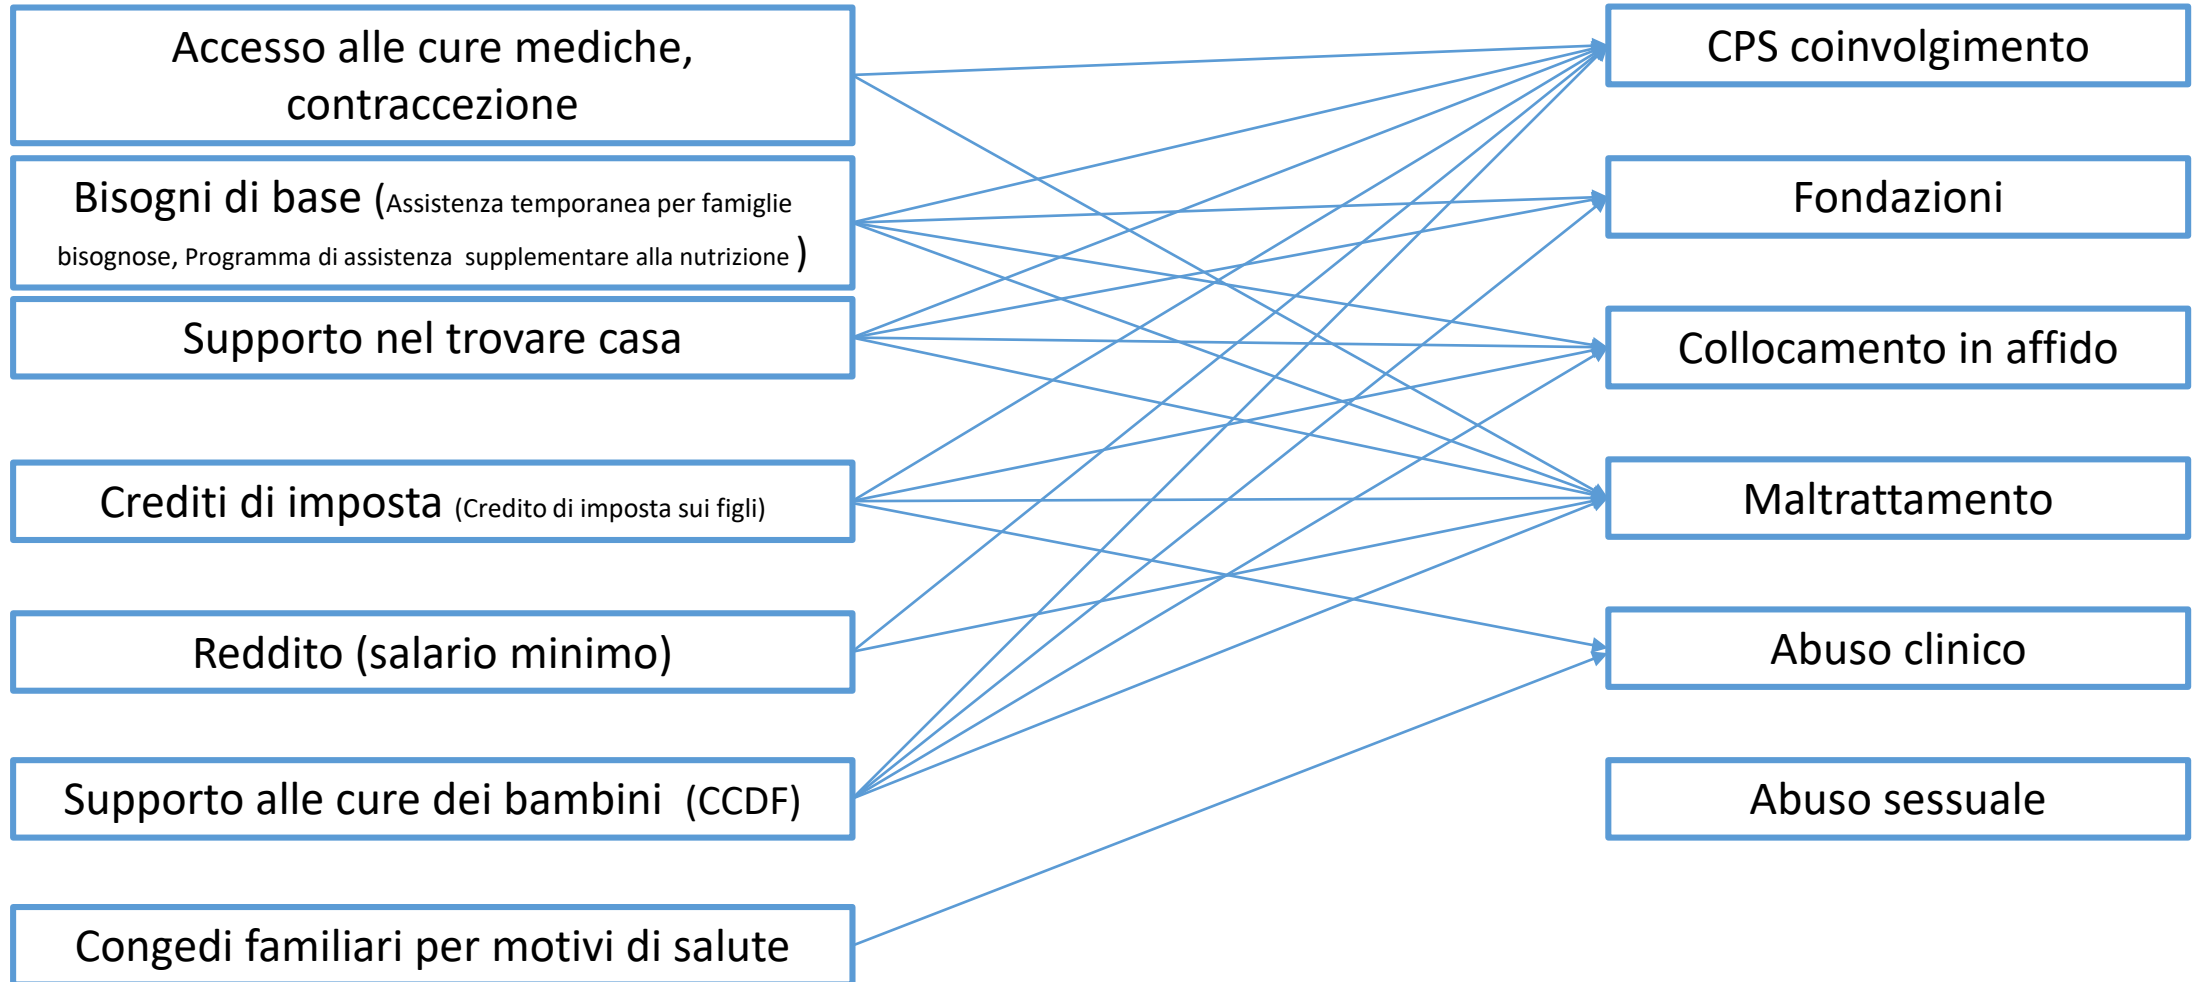 Accesso alle cure mediche,
contraccezione
Bisogni di base (Assistenza temporanea per famiglie
bisognose, Programma di assistenza supplementare alla nutrizione )
Supporto nel trovare casa
Crediti di imposta (Credito di imposta sui figli)
Reddito (salario minimo)
Supporto alle cure dei bambini (CCDF)
Congedi familiari per motivi di salute
CPS coinvolgimento
Fondazioni
Collocamento in affido
Maltrattamento
Abuso clinico
Abuso sessuale